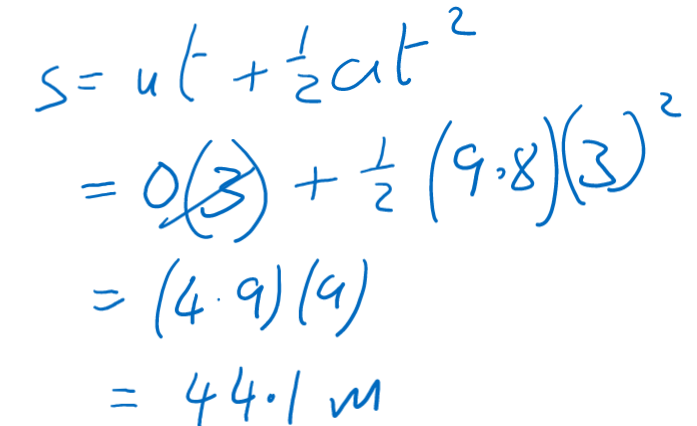 s = ut + ½at²
= 0(3) + ½(9.8)(3)²
= (4.9)(9)
= 44.1 m